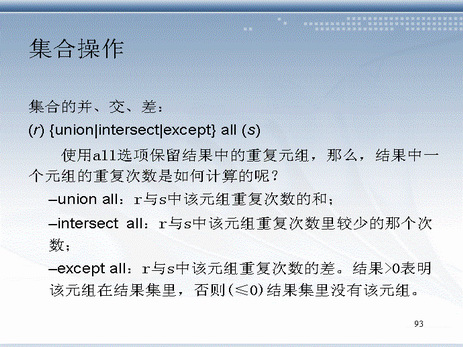 集合操作
集合的并、交、差：
(r) {union|intersect|except} all (s)
使用all选项保留结果中的重复元组，那么，结果中一
个元组的重复次数是如何计算的呢？
–union all：r与s中该元组重复次数的和；
–intersect all：r与s中该元组重复次数里较少的那个次
数；
–except all：r与s中该元组重复次数的差。结果>0表明
该元组在结果集里，否则(≤0)结果集里没有该元组。
93